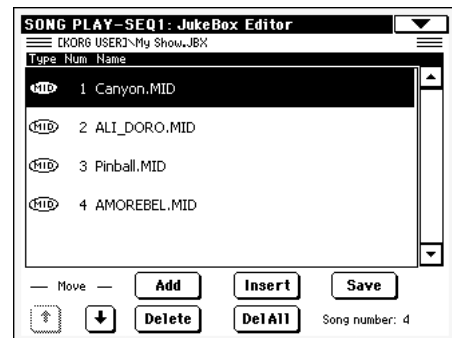 SONG PLAY-SEQ1: JukeBox Editor
[KORG USER]\My Show.JBX
Type Num Name
MID 1 Canyon.MID
MID 2 ALI_DORO.MID
MID 3 Pinball.MID
MID 4 AMOREBEL.MID
— Move — Add Insert Save
Delete DelAll Song number: 4